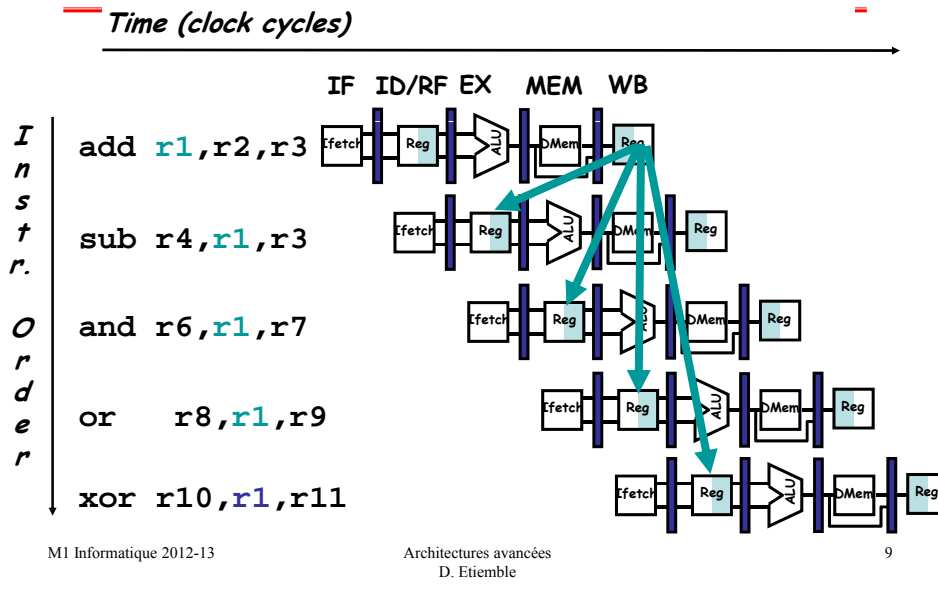 Time (clock cycles)
IF ID/RF EX MEM WB
Instr. Order
add r1,r2,r3 Ifetch Reg ALU DMem Reg
sub r4,r1,r3 Ifetch Reg ALU DMem Reg
and r6,r1,r7 Ifetch Reg ALU DMem Reg
or r8,r1,r9 Ifetch Reg ALU DMem Reg
xor r10,r1,r11 Ifetch Reg ALU DMem Reg
M1 Informatique 2012-13
Architectures avancées
D. Etiemble
9